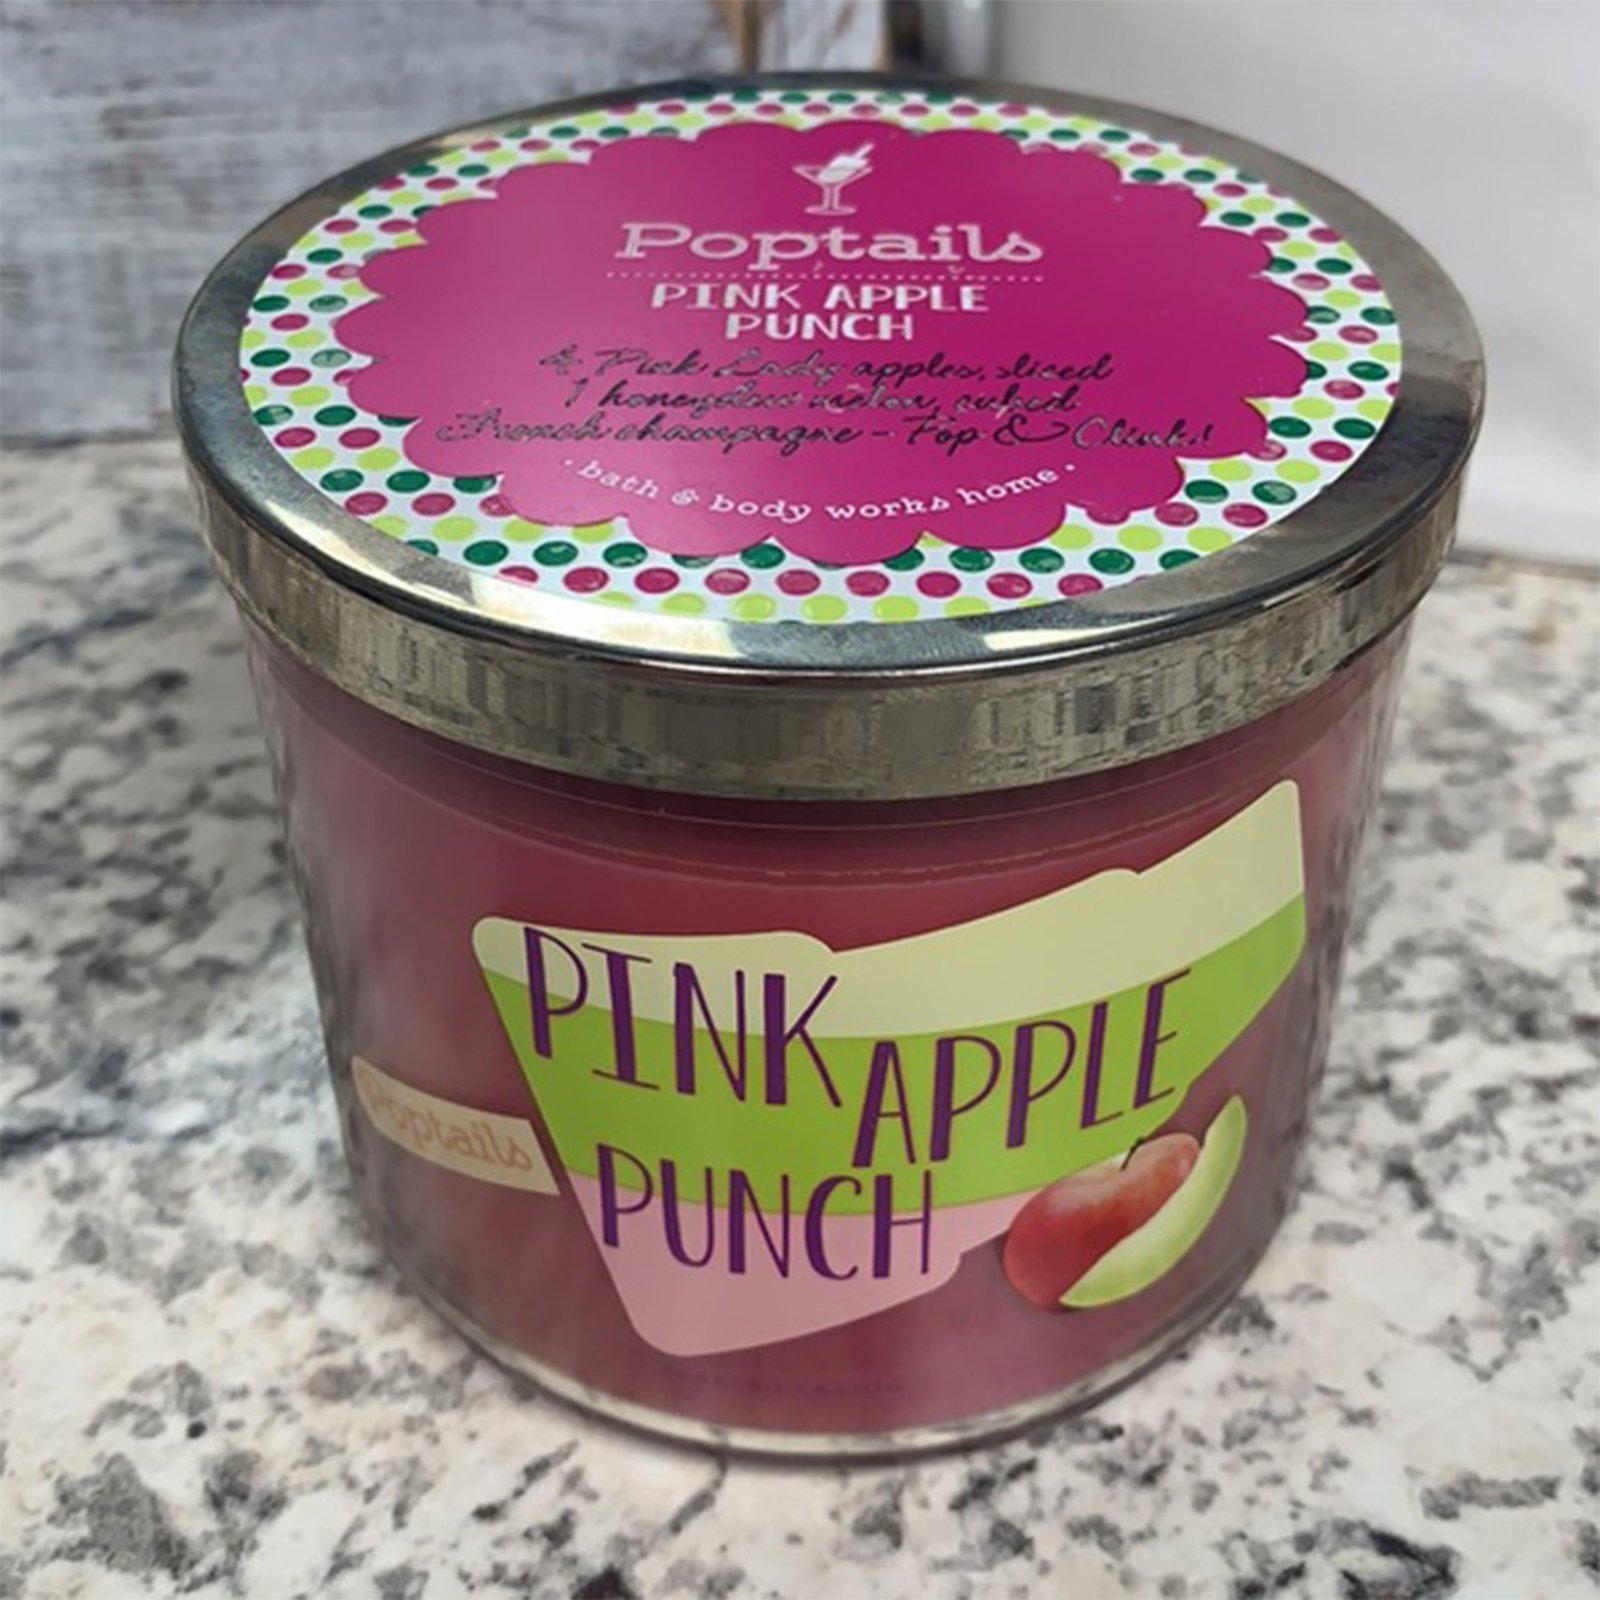 Poptails
PINK APPLE
PUNCH
4 Pink Lady apples, sliced
1 honeydew melon, cubed
French champagne - Pop & Clink!
· bath & body works home ·
PINK
APPLE
PUNCH
Poptails